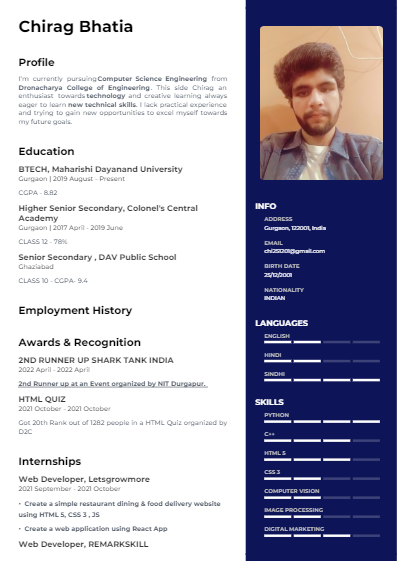 Chirag Bhatia
Profile
I'm currently pursuingComputer Science Engineering from
Dronacharya College of Engineering. This side Chirag an
enthusiast towards technology and creative learning always
eager to learn new technical skills. I lack practical experience
and trying to gain new opportunities to excel myself towards
my future goals.
Education
BTECH, Maharishi Dayanand University
Gurgaon | 2019 August - Present
CGPA - 8.82
Higher Senior Secondary, Colonel's Central
Academy
Gurgaon | 2017 April - 2019 June
CLASS 12 - 78%
Senior Secondary , DAV Public School
Ghaziabad
CLASS 10 - CGPA- 9.4
Employment History
Awards & Recognition
2ND RUNNER UP SHARK TANK INDIA
2022 April - 2022 April
2nd Runner up at an Event organized by NIT Durgapur.
HTML QUIZ
2021 October - 2021 October
Got 20th Rank out of 1282 people in a HTML Quiz organized by
D2C
Internships
Web Developer, Letsgrowmore
2021 September - 2021 October
• Create a simple restaurant dining & food delivery website
using HTML 5, CSS 3 , JS
• Create a web application using React App
Web Developer, REMARKSKILL
INFO
ADDRESS
Gurgaon, 122001, India
EMAIL
chi251201@gmail.com
BIRTH DATE
25/12/2001
NATIONALITY
INDIAN
LANGUAGES
ENGLISH
HINDI
SINDHI
SKILLS
PYTHON
C++
HTML 5
CSS 3
COMPUTER VISION
IMAGE PROCESSING
DIGITAL MARKETING